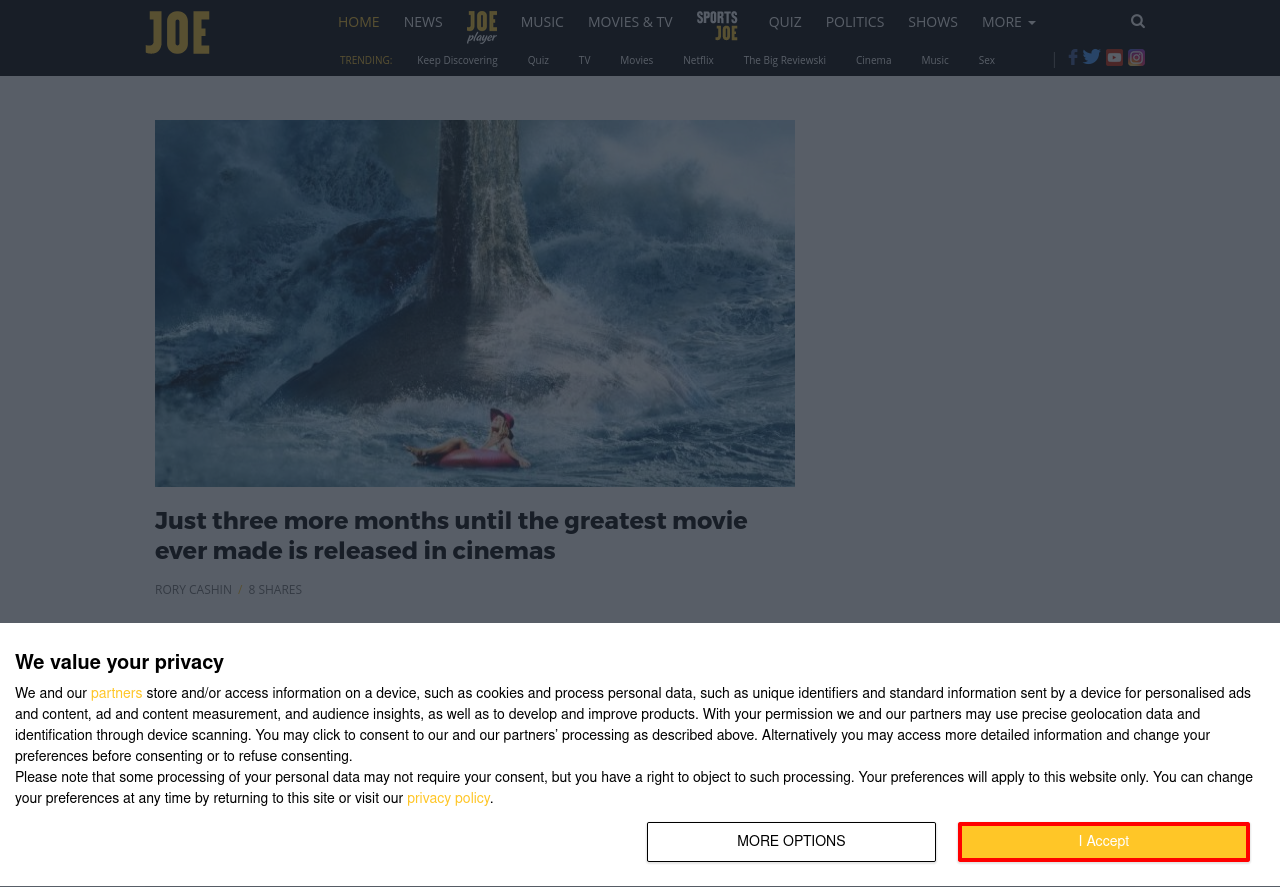 JOE
HOME NEWS JOE player MUSIC MOVIES & TV SPORTS JOE QUIZ POLITICS SHOWS MORE
TRENDING: Keep Discovering Quiz TV Movies Netflix The Big Reviewski Cinema Music Sex
Just three more months until the greatest movie
ever made is released in cinemas
RORY CASHIN / 8 SHARES
We value your privacy
We and our partners store and/or access information on a device, such as cookies and process personal data, such as unique identifiers and standard information sent by a device for personalised ads
and content, ad and content measurement, and audience insights, as well as to develop and improve products. With your permission we and our partners may use precise geolocation data and
identification through device scanning. You may click to consent to our and our partners’ processing as described above. Alternatively you may access more detailed information and change your
preferences before consenting or to refuse consenting.
Please note that some processing of your personal data may not require your consent, but you have a right to object to such processing. Your preferences will apply to this website only. You can change
your preferences at any time by returning to this site or visit our privacy policy.
MORE OPTIONS I Accept